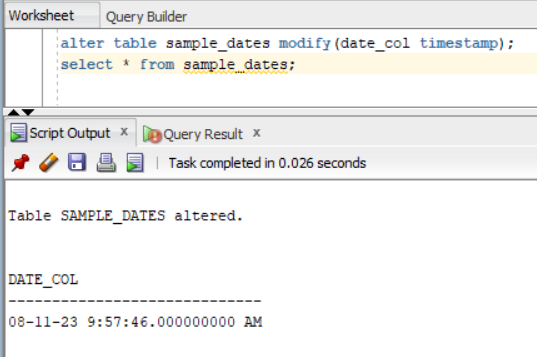 Worksheet Query Builder
alter table sample_dates modify(date_col timestamp);
select * from sample_dates;
Script Output x Query Result x
Task completed in 0.026 seconds
Table SAMPLE_DATES altered.
DATE_COL
-----------------------------
08-11-23 9:57:46.000000000 AM